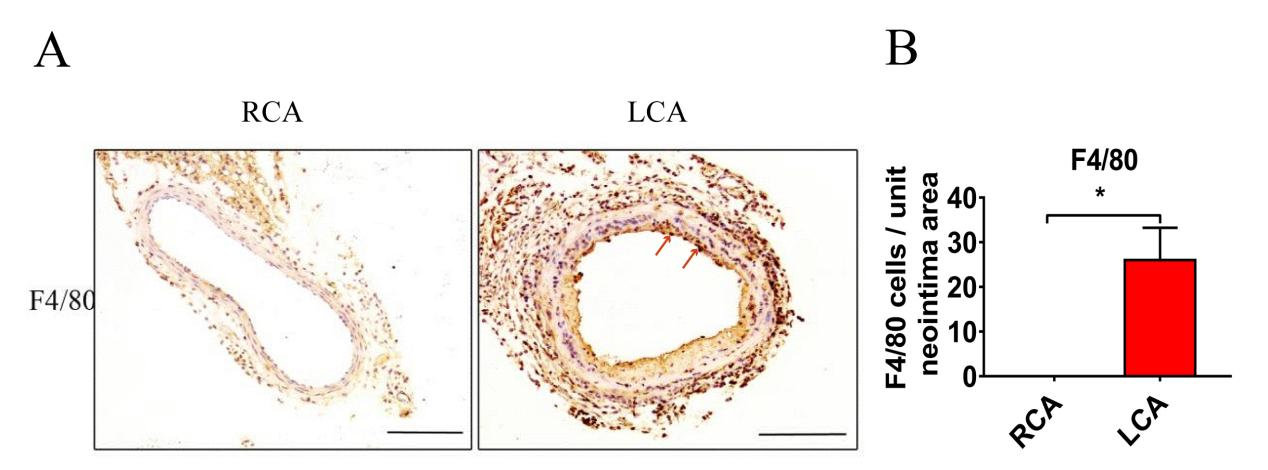 A
RCA
LCA
F4/80
B
F4/80
*
F4/80 cells / unit
neointima area
40
30
20
10
0
RCA
LCA